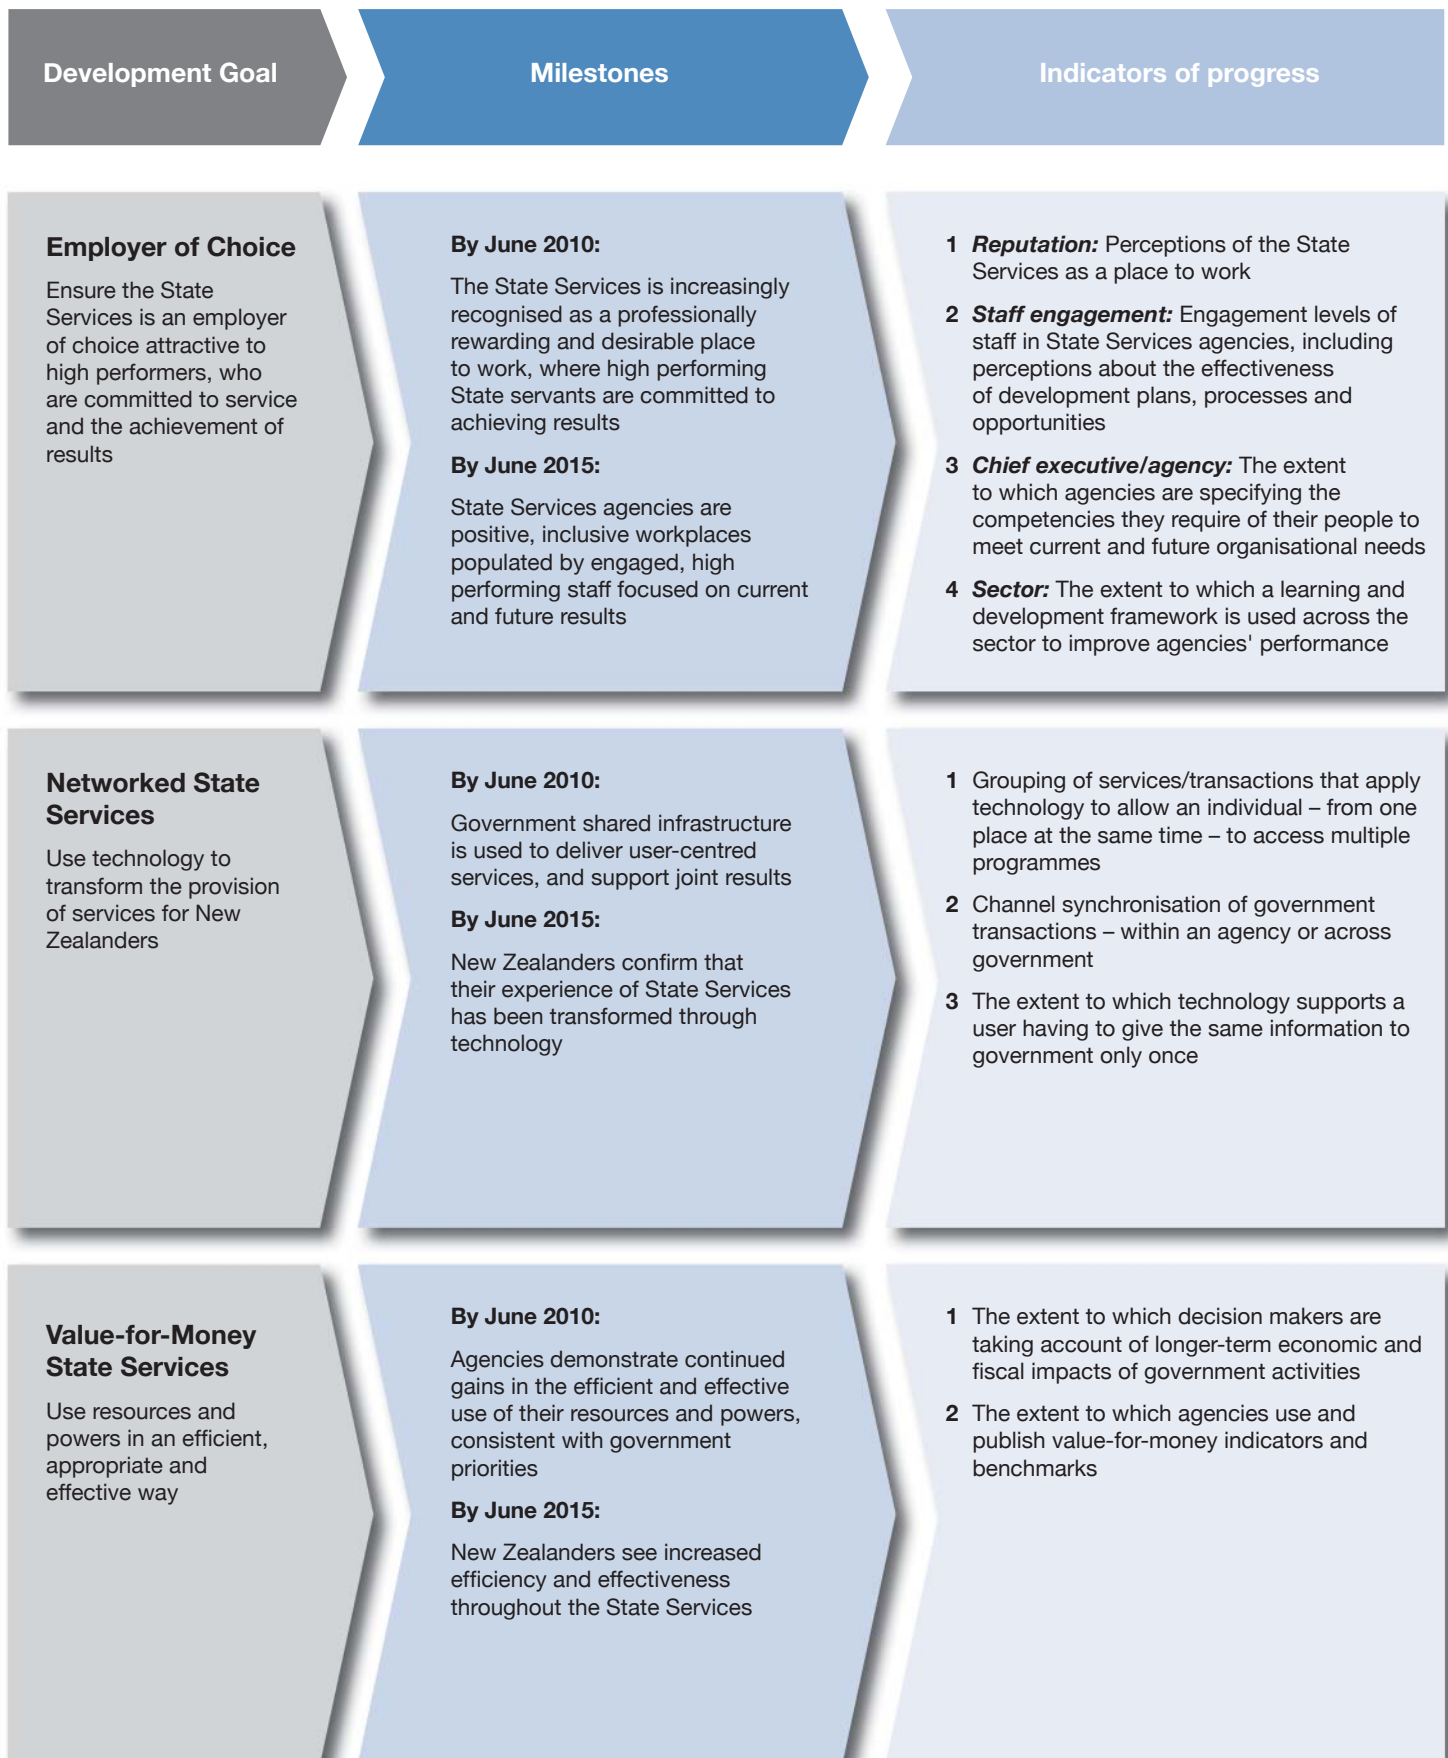 Development Goal
Milestones
Indicators of progress
Employer of Choice
Ensure the State
Services is an employer
of choice attractive to
high performers, who
are committed to service
and the achievement of
results
By June 2010:
The State Services is increasingly
recognised as a professionally
rewarding and desirable place
to work, where high performing
State servants are committed to
achieving results
By June 2015:
State Services agencies are
positive, inclusive workplaces
populated by engaged, high
performing staff focused on current
and future results
1 Reputation: Perceptions of the State
Services as a place to work
2 Staff engagement: Engagement levels of
staff in State Services agencies, including
perceptions about the effectiveness
of development plans, processes and
opportunities
3 Chief executive/agency: The extent
to which agencies are specifying the
competencies they require of their people to
meet current and future organisational needs
4 Sector: The extent to which a learning and
development framework is used across the
sector to improve agencies' performance
Networked State
Services
Use technology to
transform the provision
of services for New
Zealanders
By June 2010:
Government shared infrastructure
is used to deliver user-centred
services, and support joint results
By June 2015:
New Zealanders confirm that
their experience of State Services
has been transformed through
technology
1 Grouping of services/transactions that apply
technology to allow an individual – from one
place at the same time – to access multiple
programmes
2 Channel synchronisation of government
transactions – within an agency or across
government
3 The extent to which technology supports a
user having to give the same information to
government only once
Value-for-Money
State Services
Use resources and
powers in an efficient,
appropriate and
effective way
By June 2010:
Agencies demonstrate continued
gains in the efficient and effective
use of their resources and powers,
consistent with government
priorities
By June 2015:
New Zealanders see increased
efficiency and effectiveness
throughout the State Services
1 The extent to which decision makers are
taking account of longer-term economic and
fiscal impacts of government activities
2 The extent to which agencies use and
publish value-for-money indicators and
benchmarks